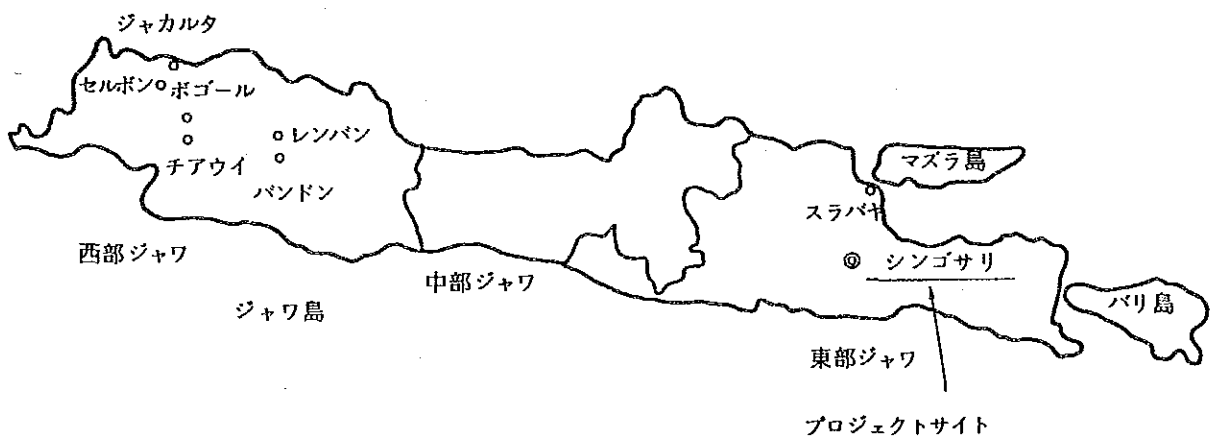 ジャカルタ
セルボン
ボゴール
レンバン
チアウイ
バンドン
マズラ島
スラバヤ
西部ジャワ
中部ジャワ
シンゴサリ
ジャワ島
バリ島
東部ジャワ
プロジェクトサイト